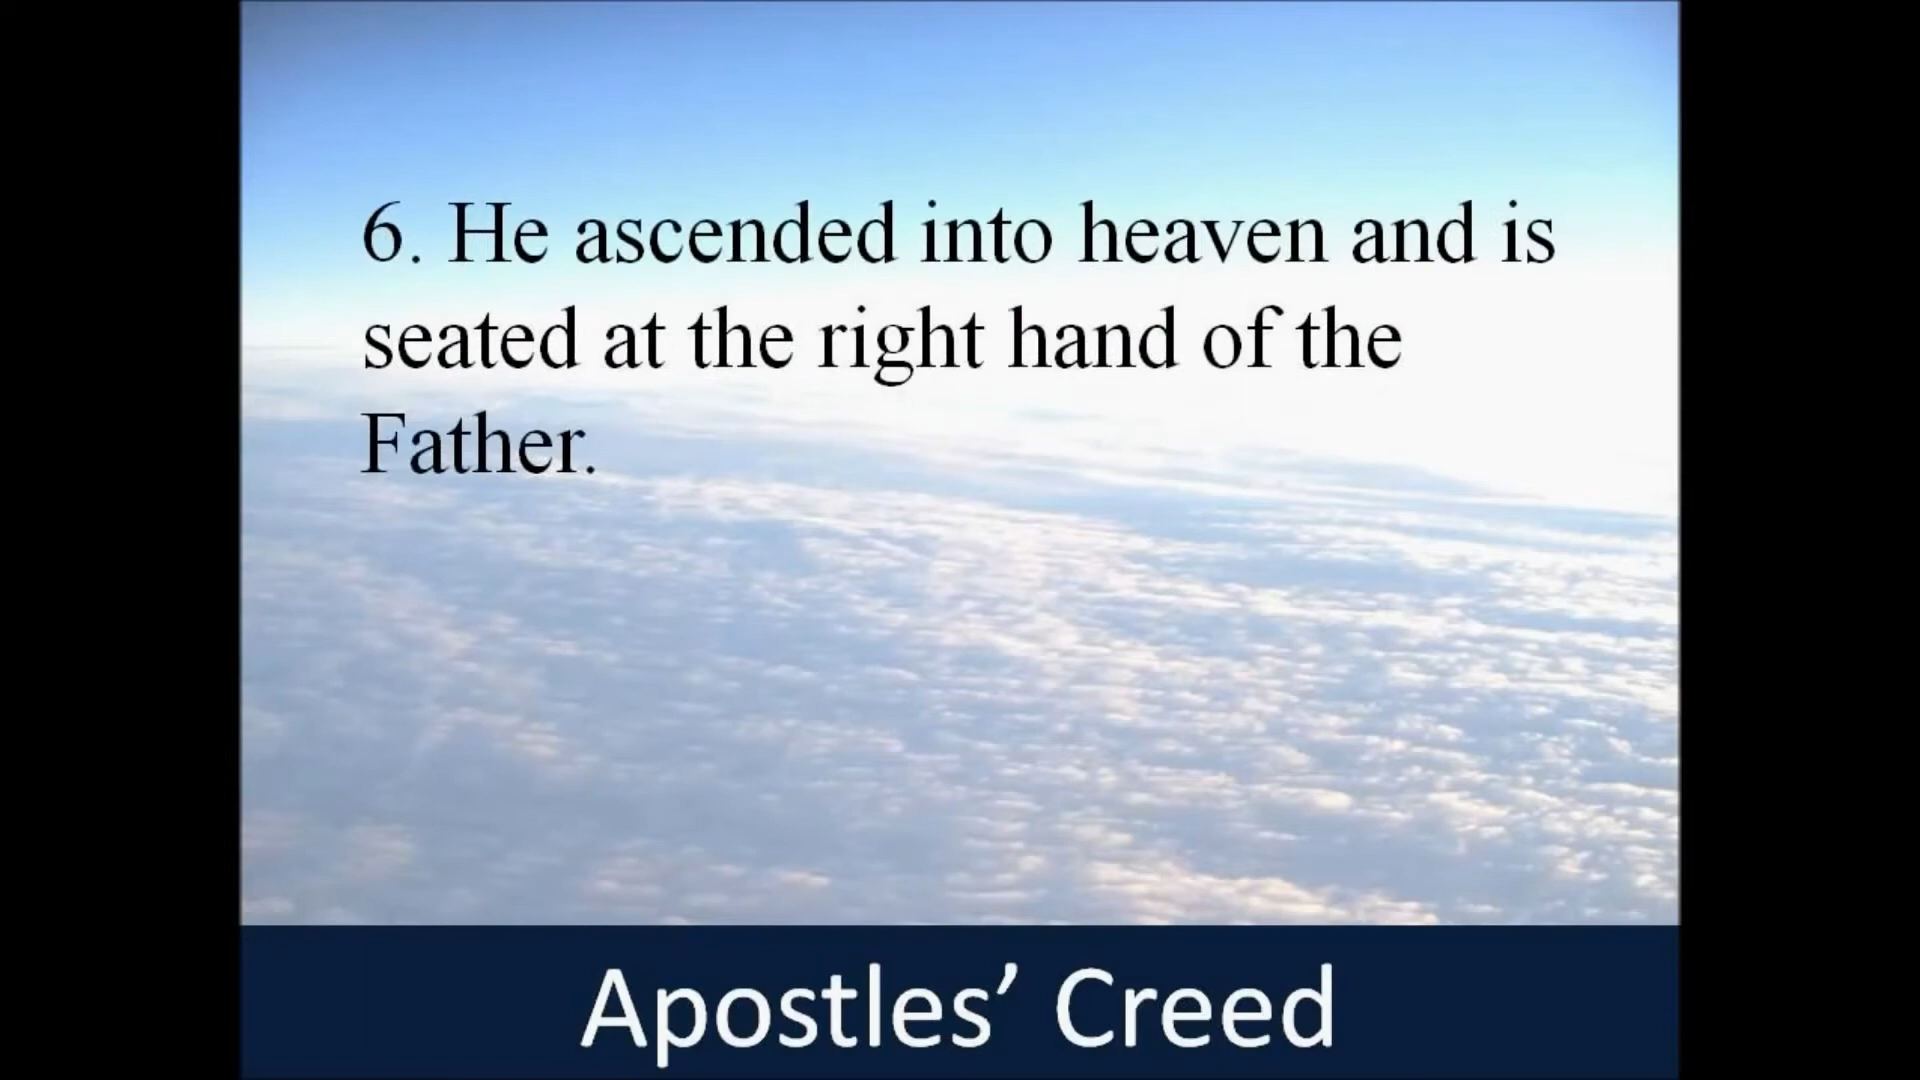 6. He ascended into heaven and is
seated at the right hand of the
Father.
Apostles’ Creed